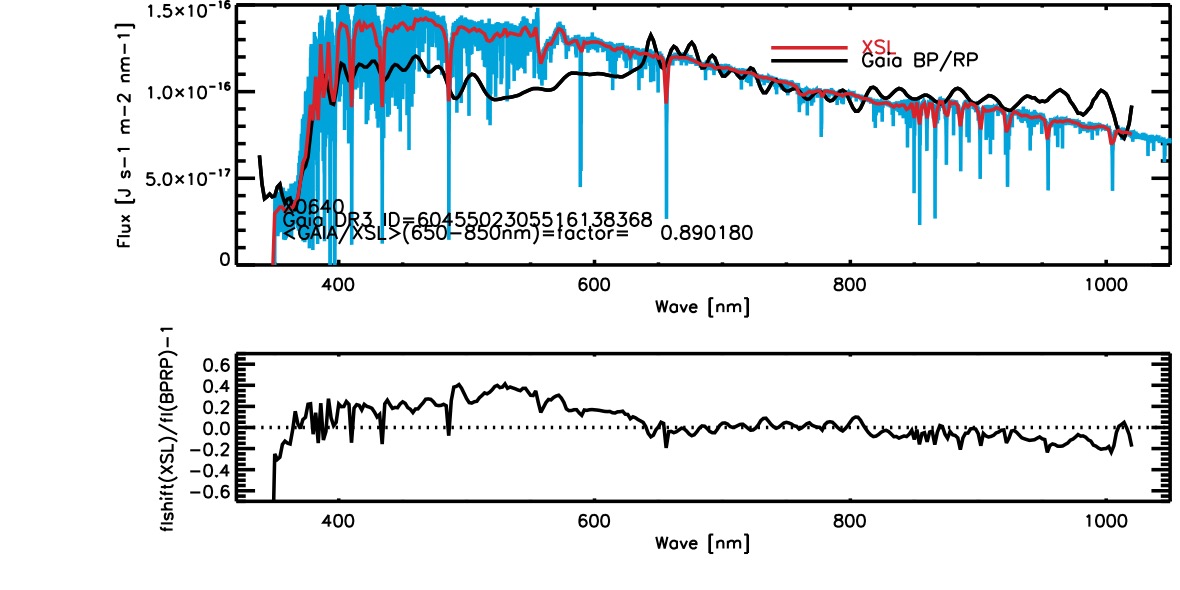 1.5×10−16
1.0×10−16
5.0×10−17
0
Flux [J s−1 m−2 nm−1]
XSL
Gaia BP/RP
X0640
Gaia DR3 ID=6045502305516138368
<GAIA/XSL>(650−850nm)=factor= 0.890180
400 600 800 1000
Wave [nm]
flshift(XSL)/fl(BPRP)−1
0.6
0.4
0.2
0.0
−0.2
−0.4
−0.6
400 600 800 1000
Wave [nm]